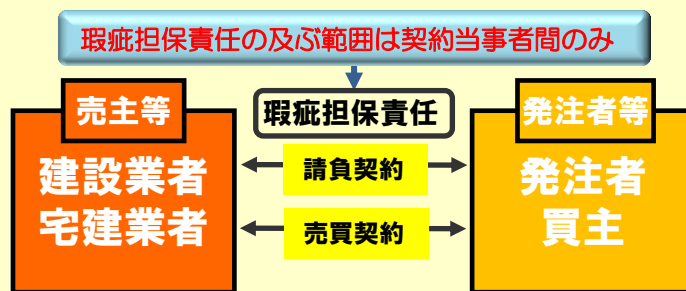 瑕疵担保責任の及ぶ範囲は契約当事者間のみ
売主等
瑕疵担保責任
発注者等
建設業者
宅建業者
請負契約
売買契約
発注者
買主